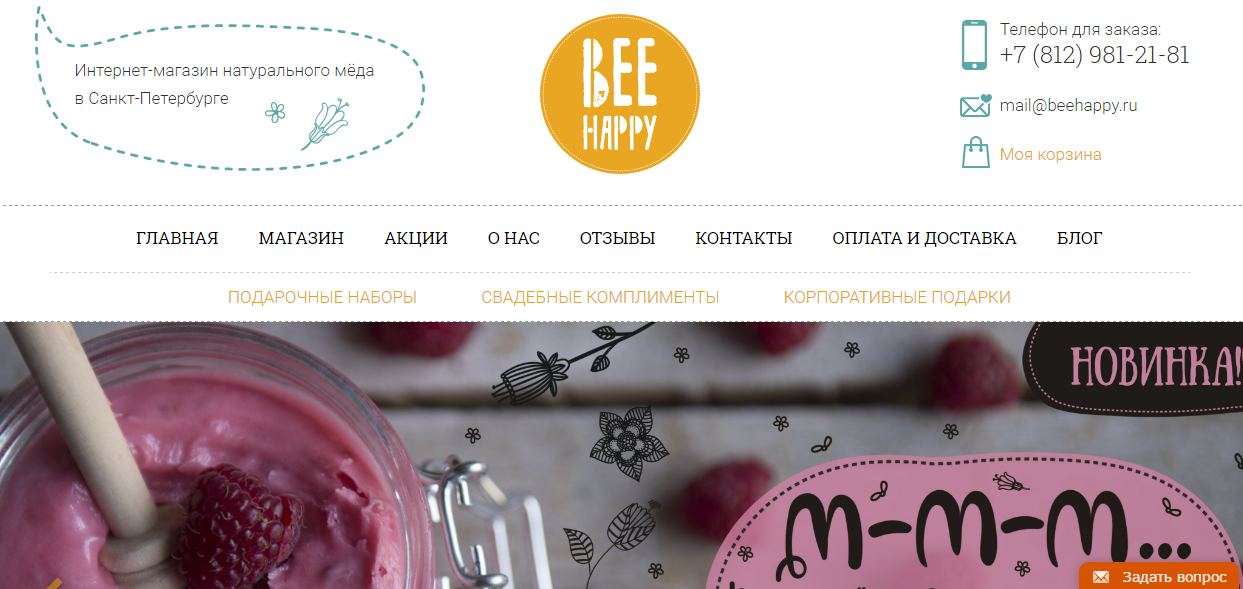 Интернет-магазин натурального мёда
в Санкт-Петербурге
BEE
HAPPY
Телефон для заказа:
+7 (812) 981-21-81
mail@beehappy.ru
Моя корзина
ГЛАВНАЯ МАГАЗИН АКЦИИ О НАС ОТЗЫВЫ КОНТАКТЫ ОПЛАТА И ДОСТАВКА БЛОГ
ПОДАРОЧНЫЕ НАБОРЫ СВАДЕБНЫЕ КОМПЛИМЕНТЫ КОРПОРАТИВНЫЕ ПОДАРКИ
НОВИНКА!
М-М-М...
Задать вопрос